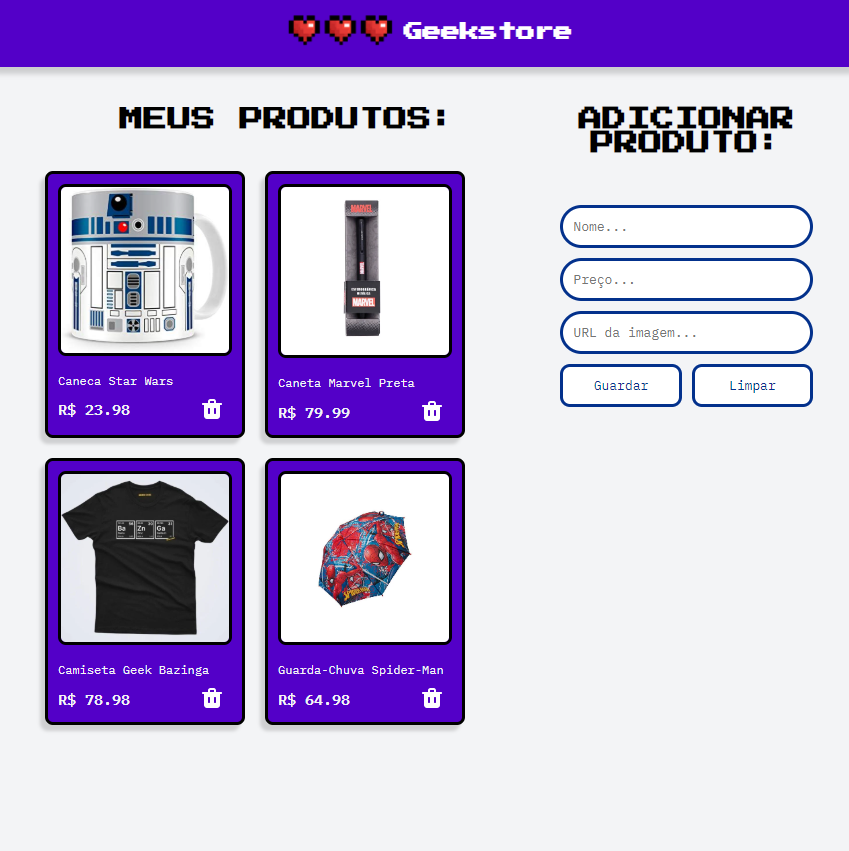 Geekstore
MEUS PRODUTOS:
MARVEL
MARVEL
Caneca Star Wars
R$ 23.98
Caneta Marvel Preta
R$ 79.99
Ba Zn Ga
Camiseta Geek Bazinga
R$ 78.98
Guarda-Chuva Spider-Man
R$ 64.98
ADICIONAR
PRODUTO:
Nome...
Preço...
URL da imagem...
Guardar
Limpar